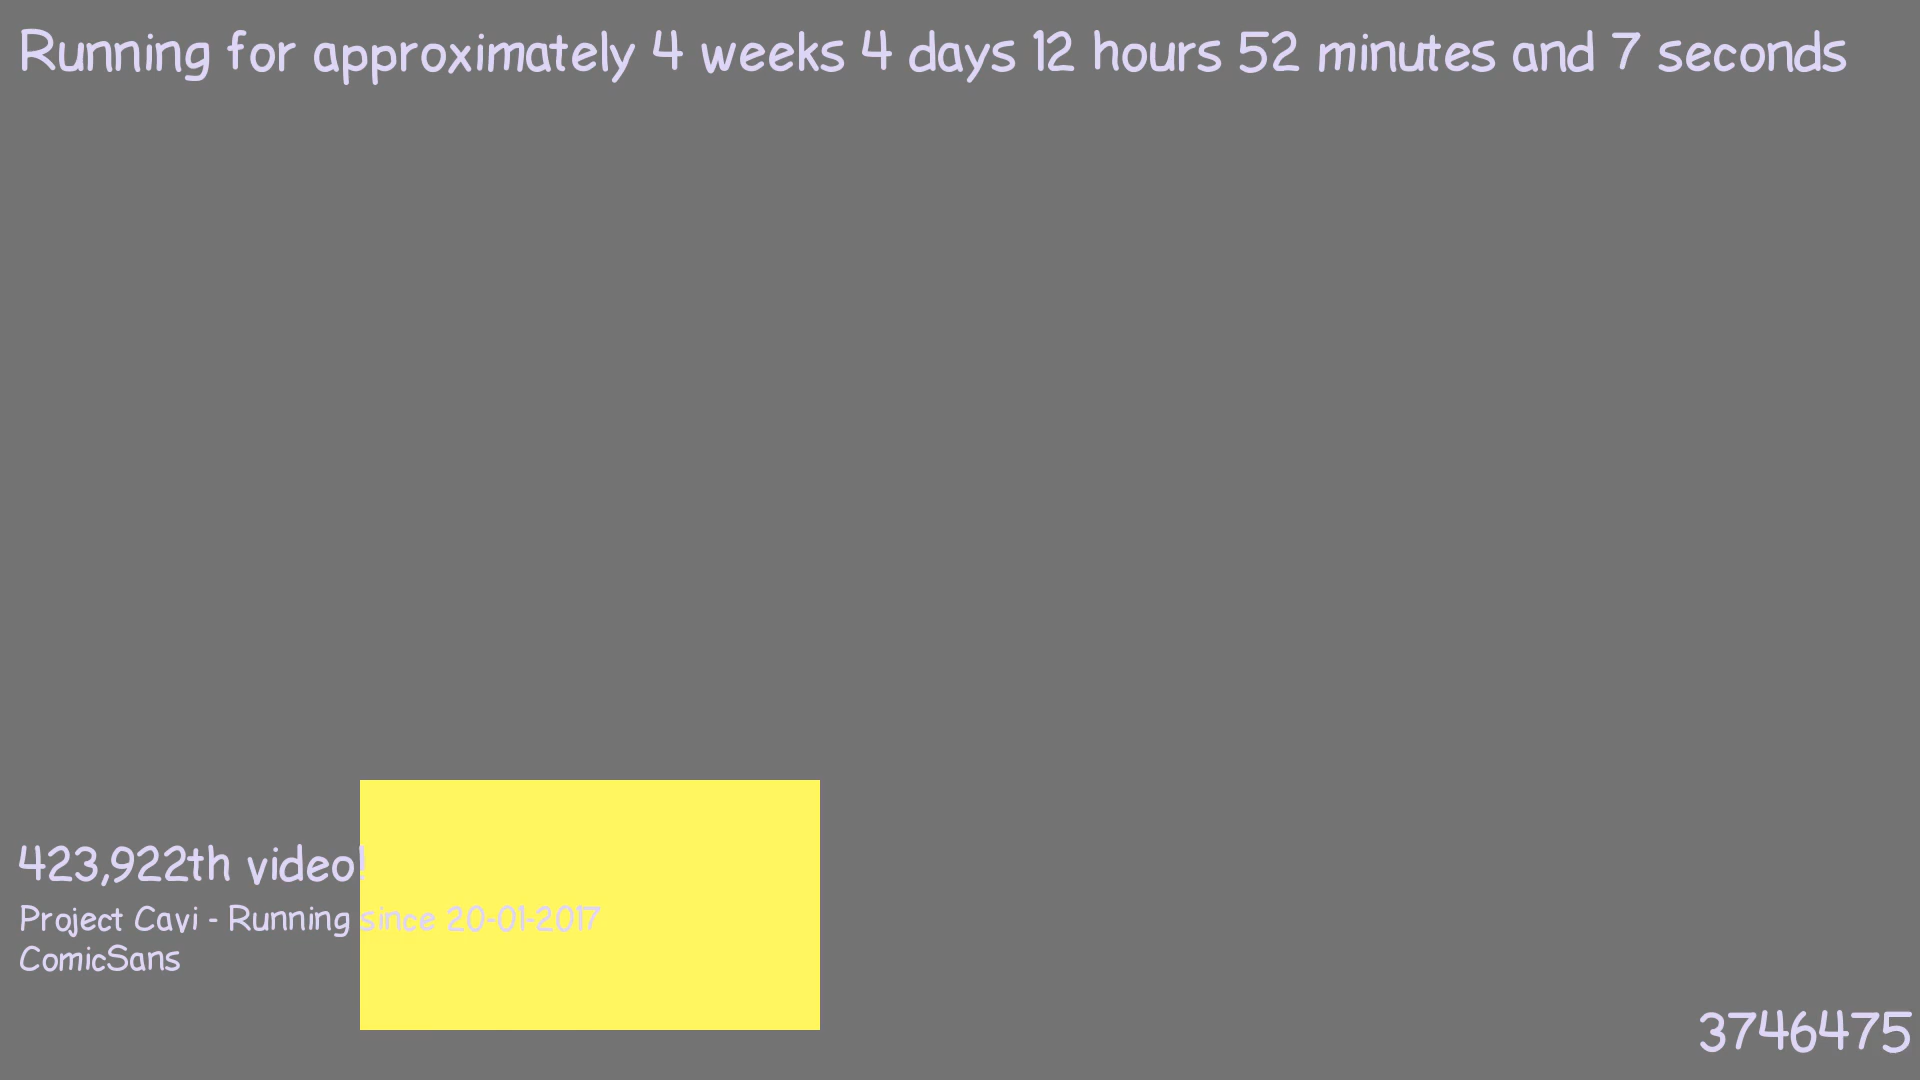 Running for approximately 4 weeks 4 days 12 hours 52 minutes and 7 seconds
423,922th video!
Project Cavi - Running since 20-01-2017
ComicSans
3746475